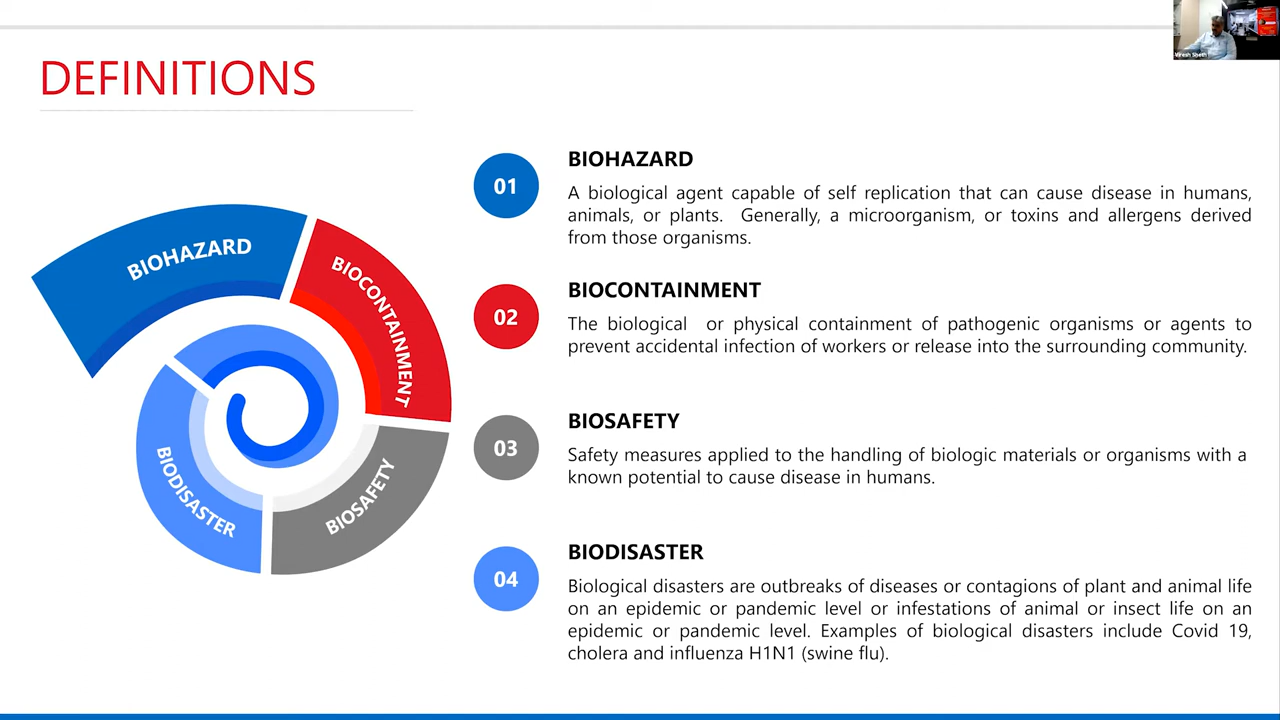 Viresh Sheth
DEFINITIONS
BIOHAZARD
BIOCONTAINMENT
BIOSAFETY
BIODISASTER
01
BIOHAZARD
A biological agent capable of self replication that can cause disease in humans,
animals, or plants. Generally, a microorganism, or toxins and allergens derived
from those organisms.
02
BIOCONTAINMENT
The biological or physical containment of pathogenic organisms or agents to
prevent accidental infection of workers or release into the surrounding community.
03
BIOSAFETY
Safety measures applied to the handling of biologic materials or organisms with a
known potential to cause disease in humans.
04
BIODISASTER
Biological disasters are outbreaks of diseases or contagions of plant and animal life
on an epidemic or pandemic level or infestations of animal or insect life on an
epidemic or pandemic level. Examples of biological disasters include Covid 19,
cholera and influenza H1N1 (swine flu).